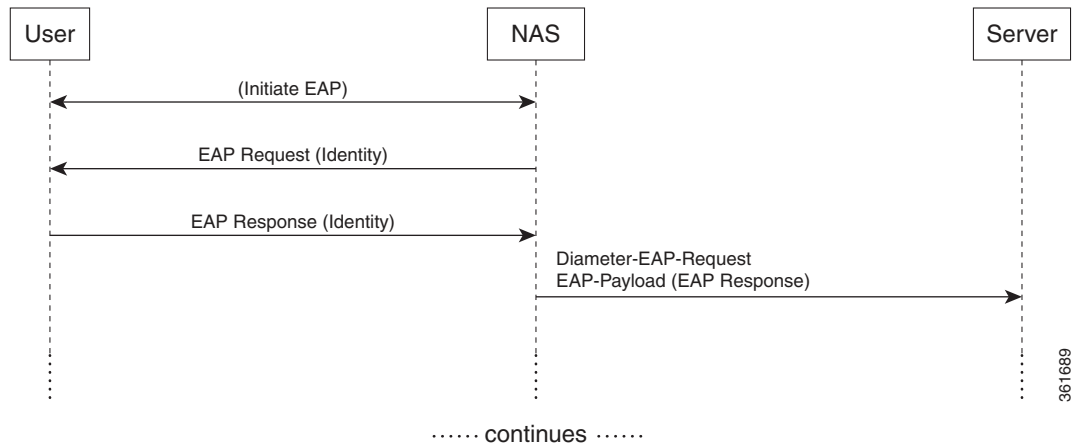 User
NAS
Server
(Initiate EAP)
EAP Request (Identity)
EAP Response (Identity)
Diameter-EAP-Request
EAP-Payload (EAP Response)
361689
...... continues ......